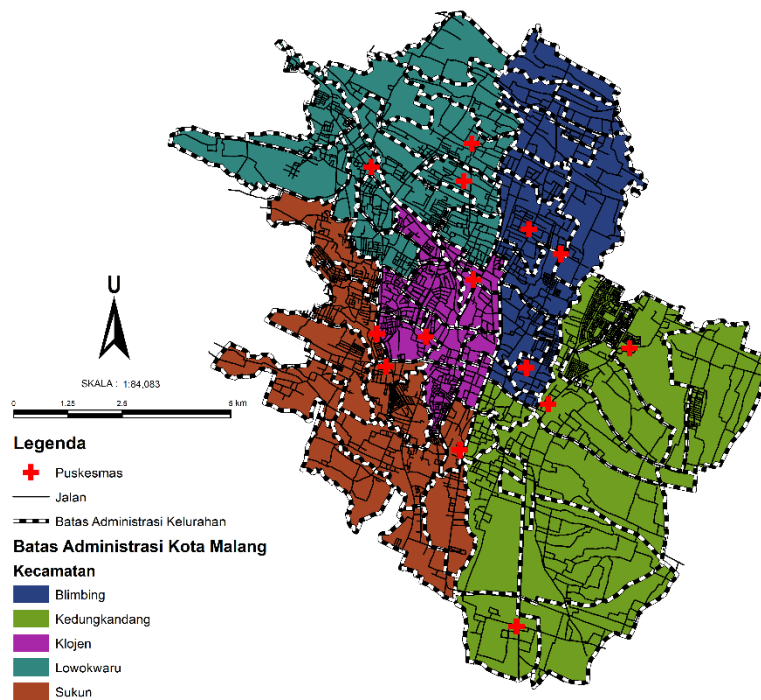 U
SKALA : 1:84,083
0 1.25 2.5 5 km
Legenda
Puskesmas
Jalan
Batas Administrasi Kelurahan
Batas Administrasi Kota Malang
Kecamatan
Blimbing
Kedungkandang
Klojen
Lowokwaru
Sukun